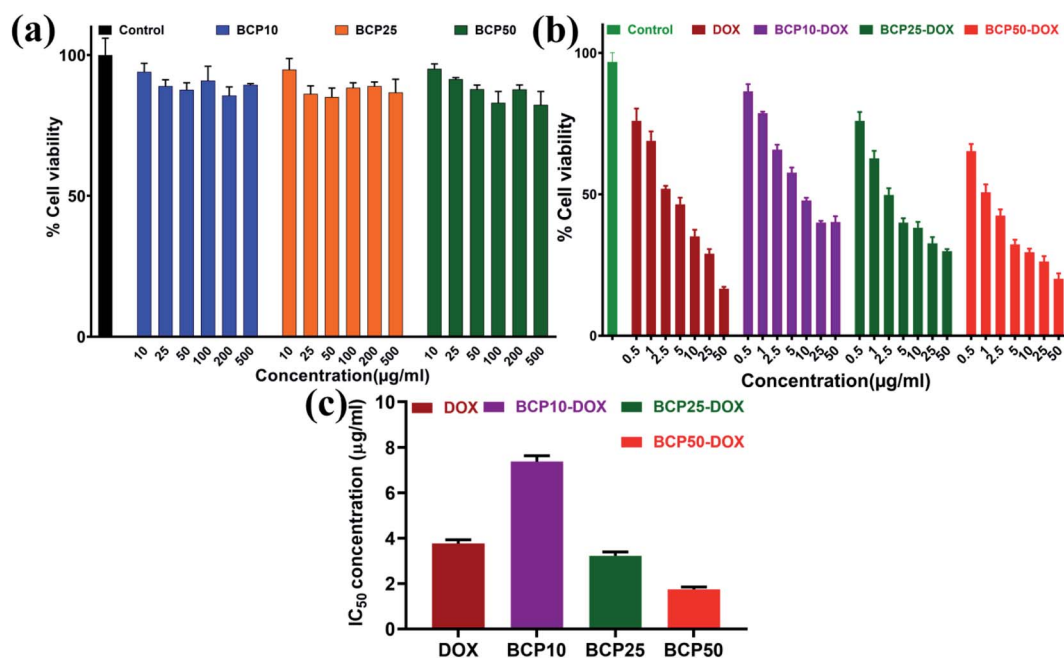 (a)
Control BCP10 BCP25 BCP50
% Cell viability
100
50
0
10 25 50 100 200 500 10 25 50 100 200 500 10 25 50 100 200 500
Concentration(µg/ml)
(b)
Control DOX BCP10-DOX BCP25-DOX BCP50-DOX
% Cell viability
100
50
0
0.5 1 2.5 5 10 25 50 0.5 1 2.5 5 10 25 50 0.5 1 2.5 5 10 25 50 0.5 1 2.5 5 10 25 50
Concentration(µg/ml)
(c)
DOX BCP10-DOX BCP25-DOX
BCP50-DOX
IC50 concentration (µg/ml)
10
8
6
4
2
0
DOX BCP10 BCP25 BCP50